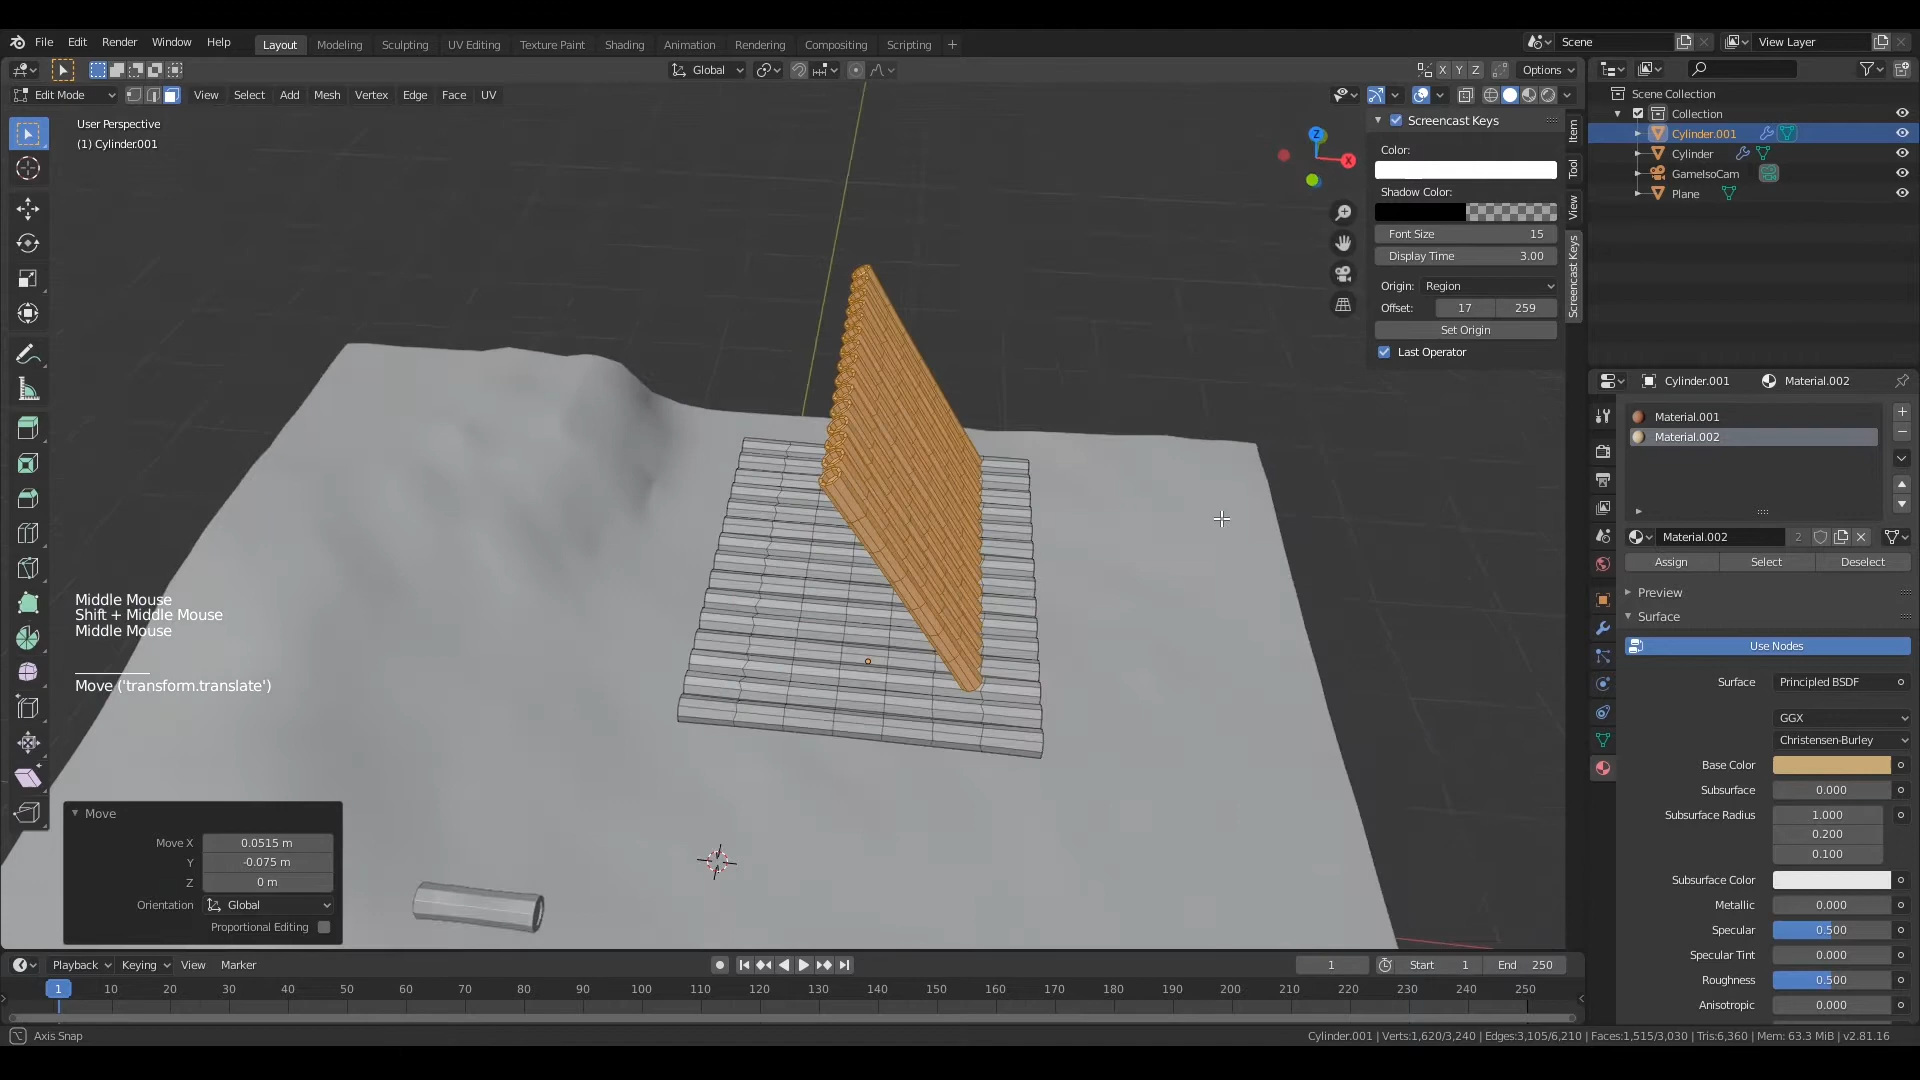 File Edit Render Window Help
Layout Modeling Sculpting UV Editing Texture Paint Shading Animation Rendering Compositing Scripting +
Scene
View Layer
Global
X Y Z
Options
Edit Mode
View Select Add Mesh Vertex Edge Face UV
User Perspective
(1) Cylinder.001
Z
X
Screencast Keys
Color:
Shadow Color:
Font Size 15
Display Time 3.00
Origin: Region
Offset: 17 259
Set Origin
Last Operator
Item
Tool
View
Screencast Keys
Scene Collection
Collection
Cylinder.001
Cylinder
GameIsoCam
Plane
Cylinder.001 Material.002
Material.001
Material.002
Material.002 2
Assign Select Deselect
Preview
Surface
Use Nodes
Surface Principled BSDF
GGX
Christensen-Burley
Base Color
Subsurface 0.000
Subsurface Radius 1.000
0.200
0.100
Subsurface Color
Metallic 0.000
Specular 0.500
Specular Tint 0.000
Roughness 0.500
Anisotropic 0.000
Middle Mouse
Shift + Middle Mouse
Middle Mouse
Move ('transform.translate')
Move
Move X 0.0515 m
Y -0.075 m
Z 0 m
Orientation Global
Proportional Editing
Playback Keying View Marker
1 Start 1 End 250
1 10 20 30 40 50 60 70 80 90 100 110 120 130 140 150 160 170 180 190 200 210 220 230 240 250
Axis Snap
Cylinder.001 | Verts:1,620/3,240 | Edges:3,105/6,210 | Faces:1,515/3,030 | Tris:6,360 | Mem: 63.3 MiB | v2.81.16